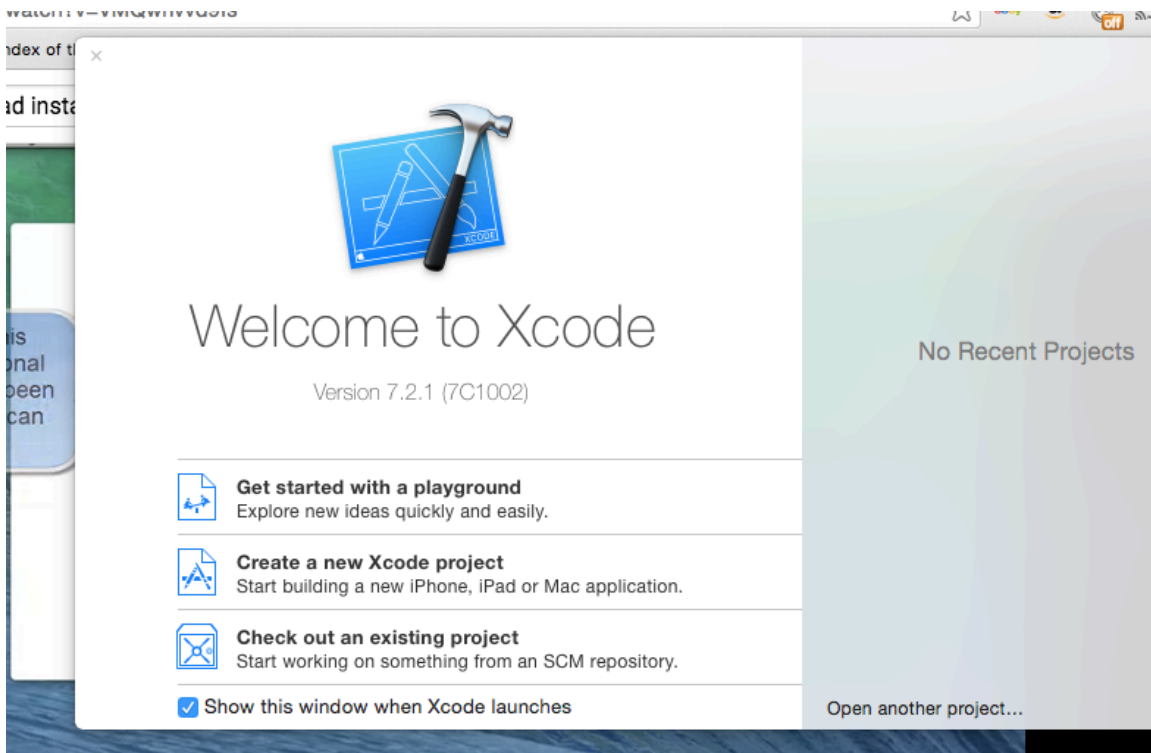 ndex of t
ad insta
his
onal
been
can
off
XCODE
Welcome to Xcode
Version 7.2.1 (7C1002)
Get started with a playground
Explore new ideas quickly and easily.
Create a new Xcode project
Start building a new iPhone, iPad or Mac application.
Check out an existing project
Start working on something from an SCM repository.
Show this window when Xcode launches
No Recent Projects
Open another project...